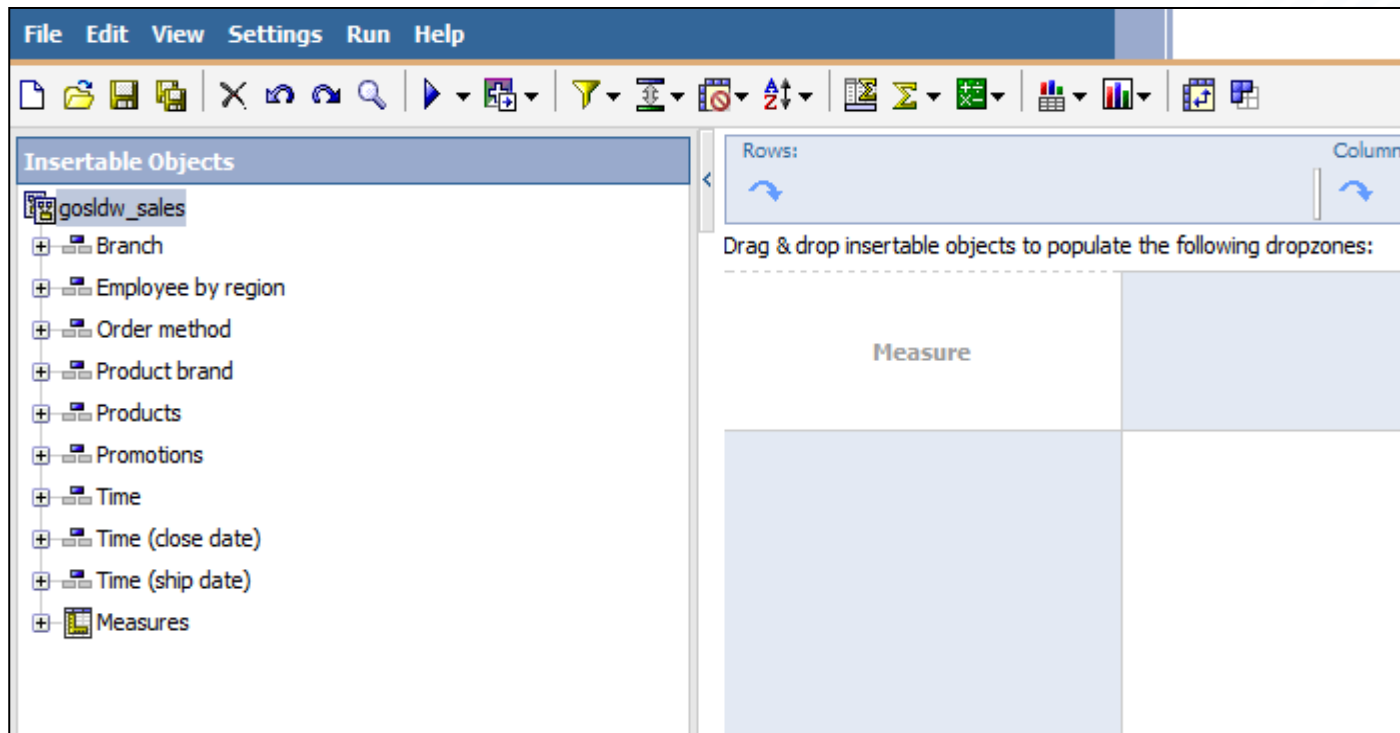 File Edit View Settings Run Help
Insertable Objects
gosldw_sales
Branch
Employee by region
Order method
Product brand
Products
Promotions
Time
Time (close date)
Time (ship date)
Measures
Rows:
Column
Drag & drop insertable objects to populate the following dropzones:
Measure